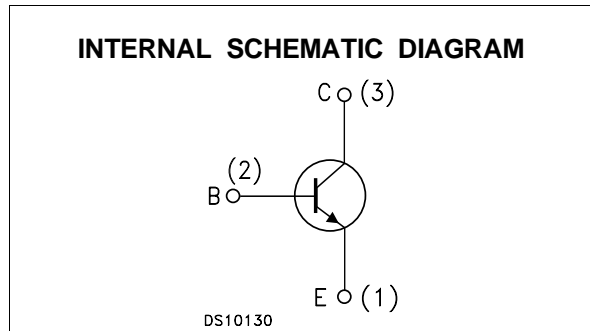 INTERNAL SCHEMATIC DIAGRAM
C (3)
(2)
B
E (1)
DS10130